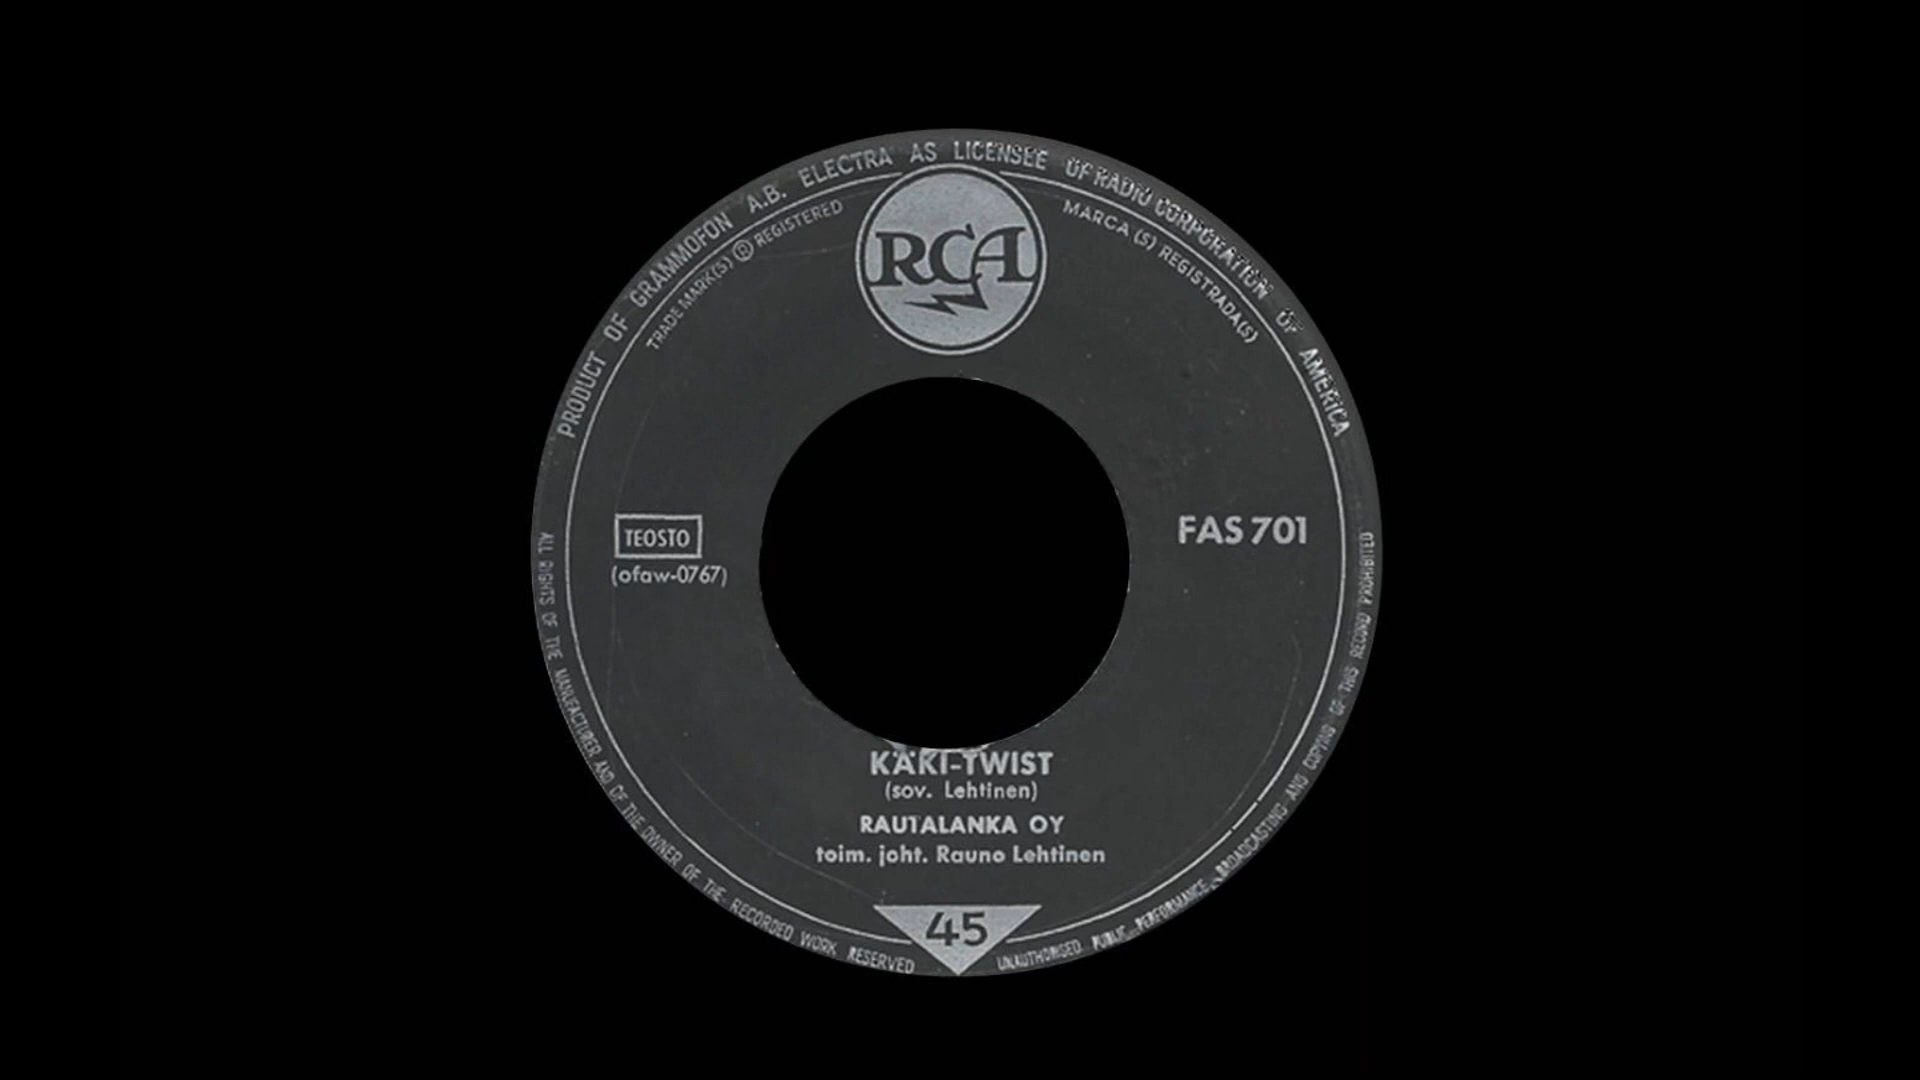 PRODUCT OF GRAMMOFON A.B. ELECTRA AS LICENSEE OF RADIO CORPORATION OF AMERICA
TRADE MARK(S) ® REGISTERED
MARCA (S) REGISTRADA(S)
RCA
TEOSTO
(ofaw-0767)
FAS 701
KÄKI-TWIST
(sov. Lehtinen)
RAUTALANKA OY
toim. joht. Rauno Lehtinen
45
ALL RIGHTS OF THE MANUFACTURER AND OF THE OWNER OF THE RECORDED WORK RESERVED
UNAUTHORISED PUBLIC PERFORMANCE, BROADCASTING AND COPYING OF THIS RECORD PROHIBITED